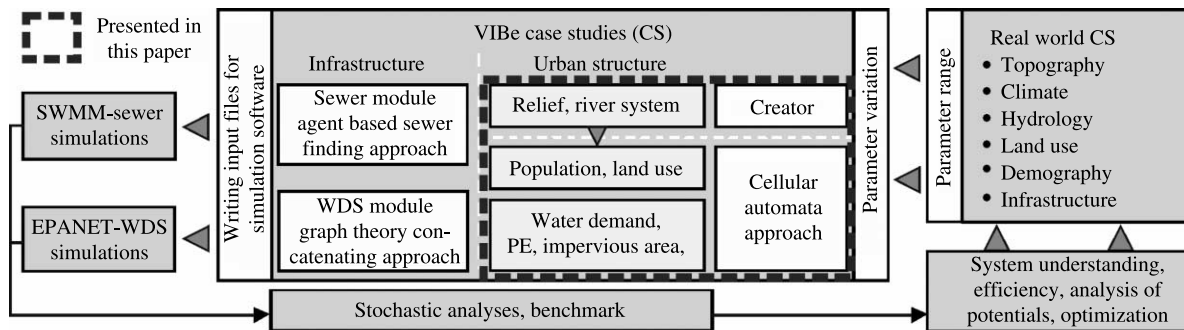 Presented in
this paper
SWMM-sewer
simulations
EPANET-WDS
simulations
Writing input files for
simulation software
VIBe case studies (CS)
Infrastructure
Sewer module
agent based sewer
finding approach
WDS module
graph theory con-
catenating approach
Urban structure
Relief, river system
Creator
Population, land use
Water demand,
PE, impervious area,
Cellular
automata
approach
Parameter variation
Parameter range
Real world CS
• Topography
• Climate
• Hydrology
• Land use
• Demography
• Infrastructure
Stochastic analyses, benchmark
System understanding,
efficiency, analysis of
potentials, optimization